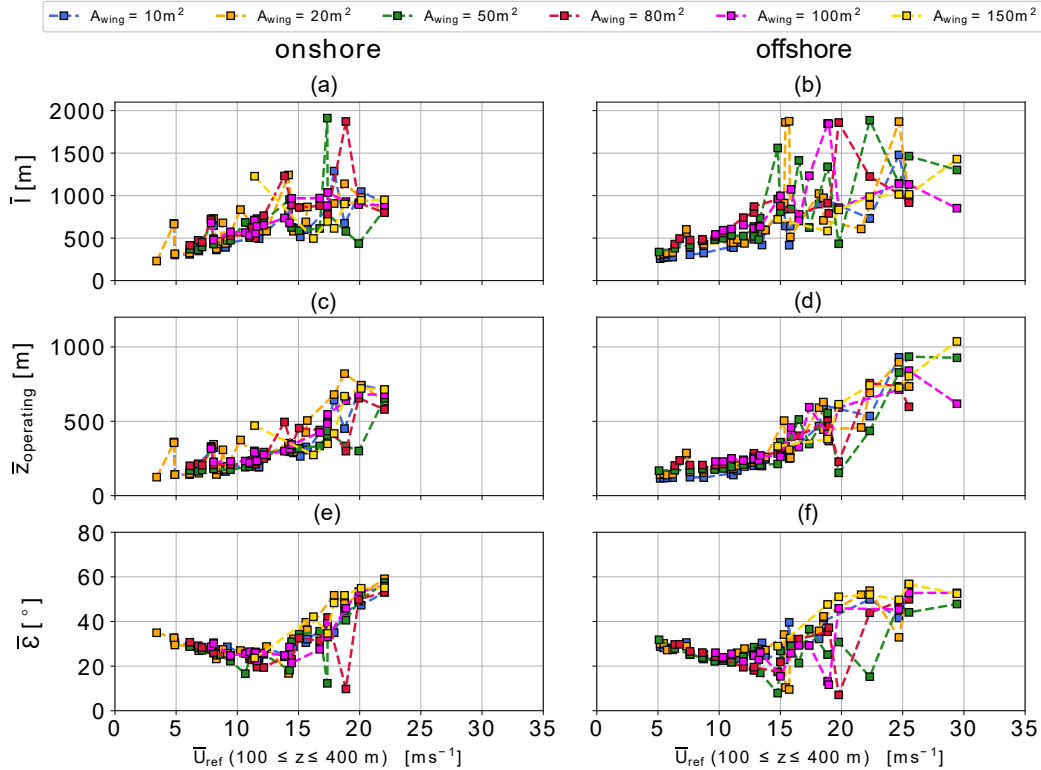 A_wing = 10m² A_wing = 20m² A_wing = 50m² A_wing = 80m² A_wing = 100m² A_wing = 150m²
onshore offshore
(a) (b)
2000
1500
1000
500
0
l̅ [m]
(c) (d)
1000
500
0
z̅_operating [m]
(e) (f)
80
60
40
20
0
ε̅ [°]
0 5 10 15 20 25 30 35 0 5 10 15 20 25 30 35
U̅_ref (100 ≤ z ≤ 400 m) [ms⁻¹] U̅_ref (100 ≤ z ≤ 400 m) [ms⁻¹]